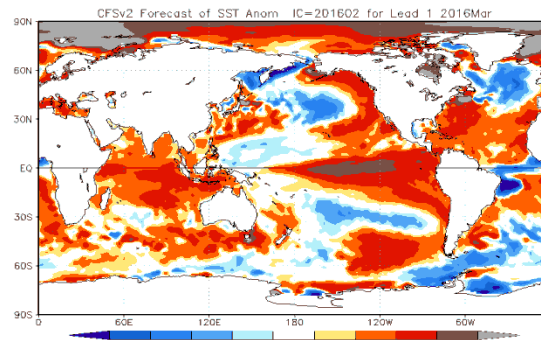 CFSv2 Forecast of SST Anom IC=201602 for Lead 1 2016Mar
90N
60N
30N
EQ
30S
60S
90S
0 60E 120E 180 120W 60W